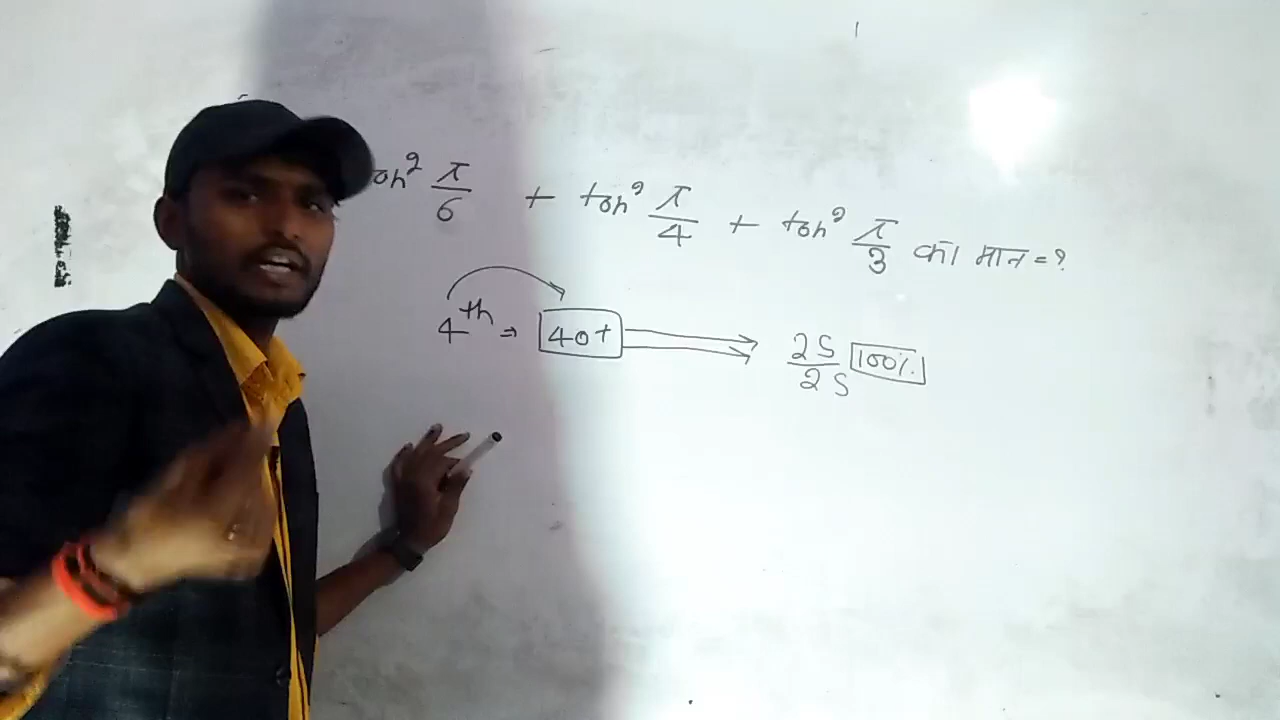 tan² π/6 + tan² π/4 + tan² π/3 का मान = ?
4th ⇒ 40+ 25/25 100%